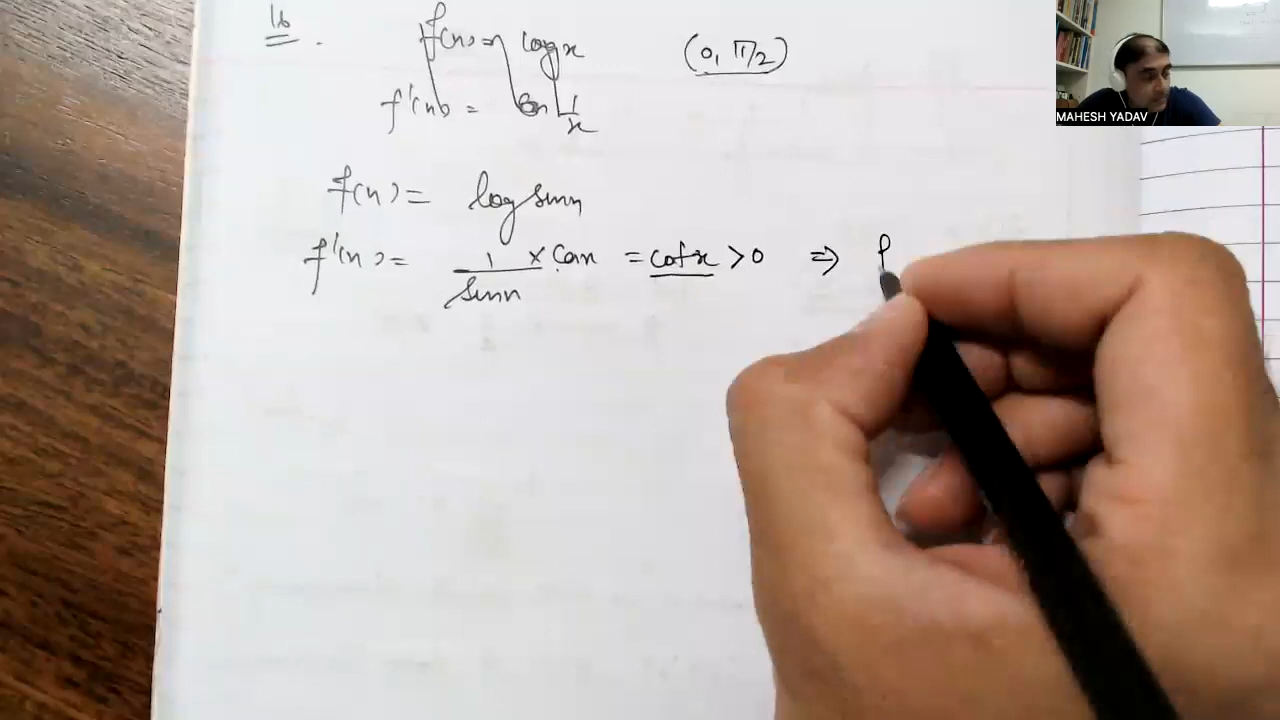 16.
f(x) = log x (0, π/2)
f'(x) = 1/x
f(x) = log sinx
f'(x) = 1/sinx × cosx = cotx > 0 ⇒ f
MAHESH YADAV